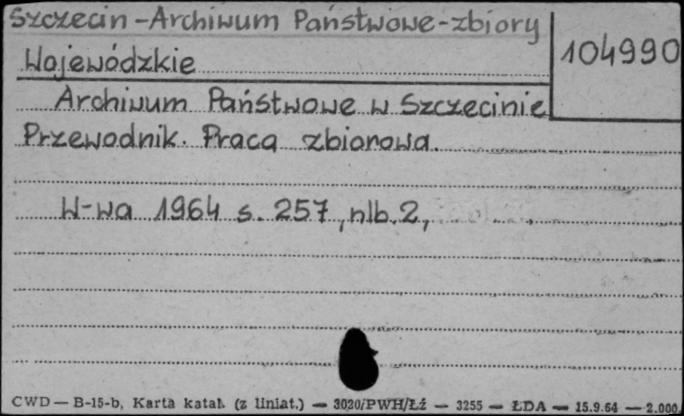 Szczecin - Archiwum Państwowe - zbiory
104990
Wojewódzkie
Archiwum Państwowe w Szczecinie
Przewodnik. Praca zbiorowa.
W-wa 1964 s. 257, nlb. 2,
CWD — B-15-b, Karta katal. (z liniat.) — 3020/PWH/Łź — 3255 — ŁDA — 15.9.64 — 2.000